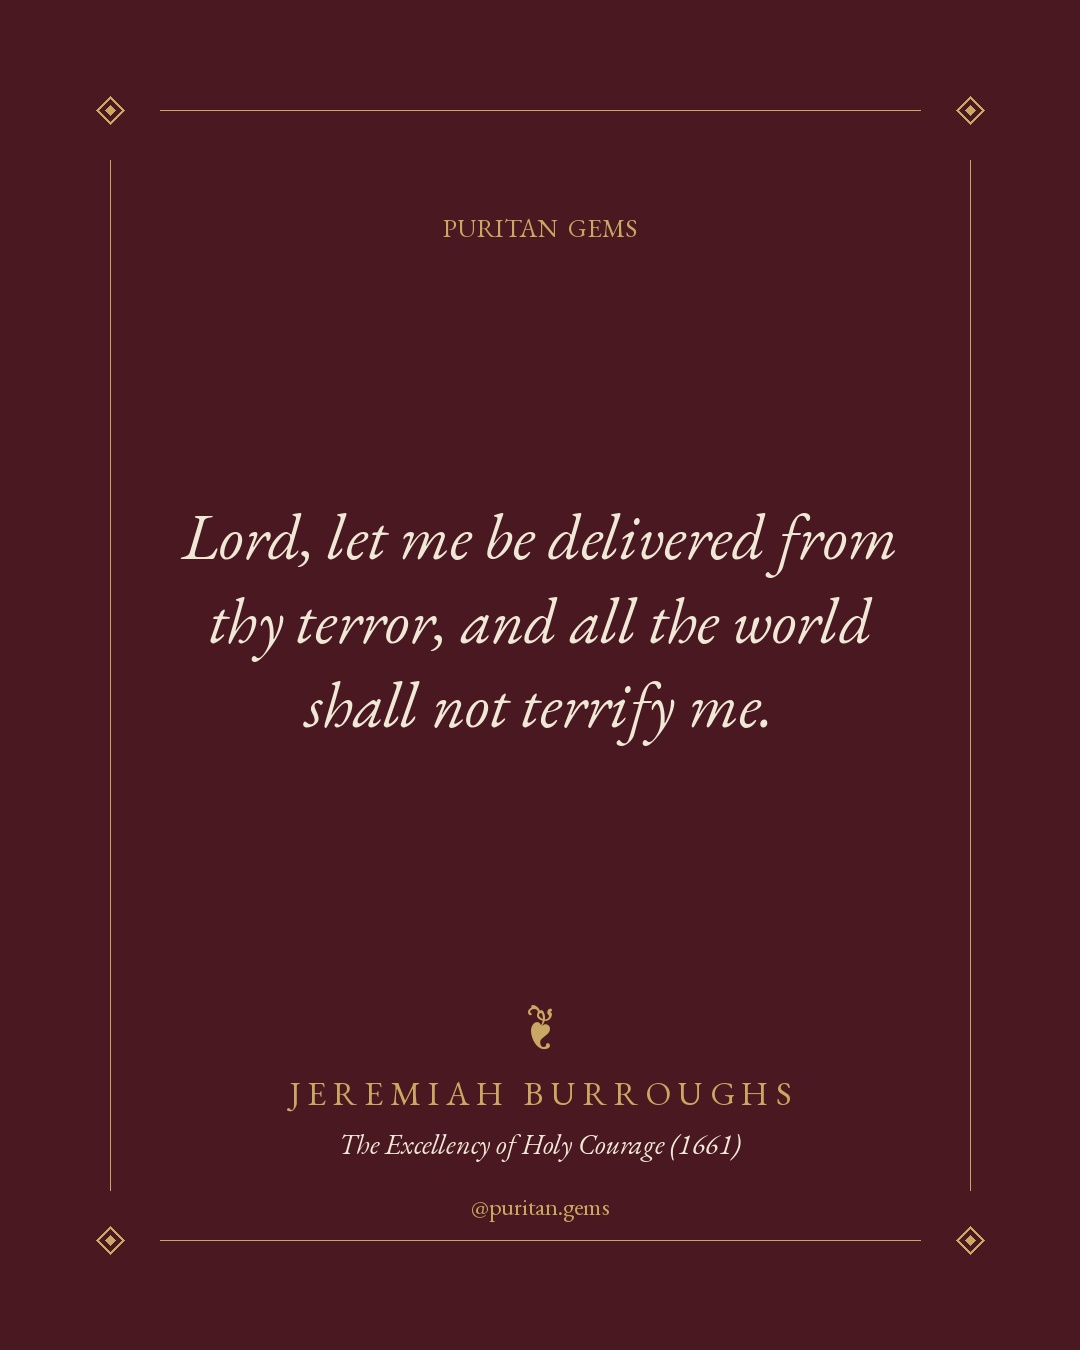 PURITAN GEMS
Lord, let me be delivered from
thy terror, and all the world
shall not terrify me.
JEREMIAH BURROUGHS
The Excellency of Holy Courage (1661)
@puritan.gems